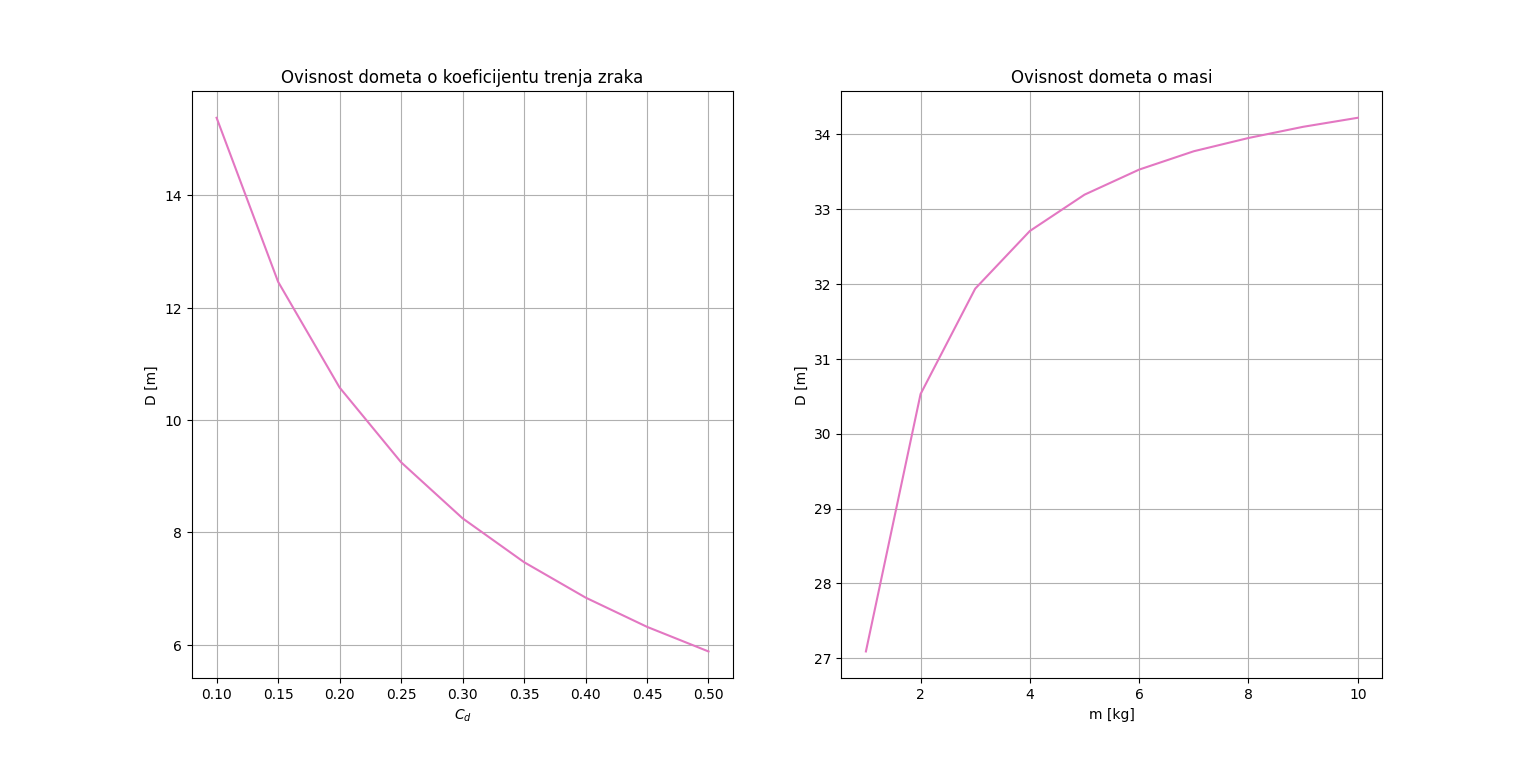 Ovisnost dometa o koeficijentu trenja zraka
D [m]
14
12
10
8
6
0.10 0.15 0.20 0.25 0.30 0.35 0.40 0.45 0.50
C_d
Ovisnost dometa o masi
D [m]
34
33
32
31
30
29
28
27
2 4 6 8 10
m [kg]